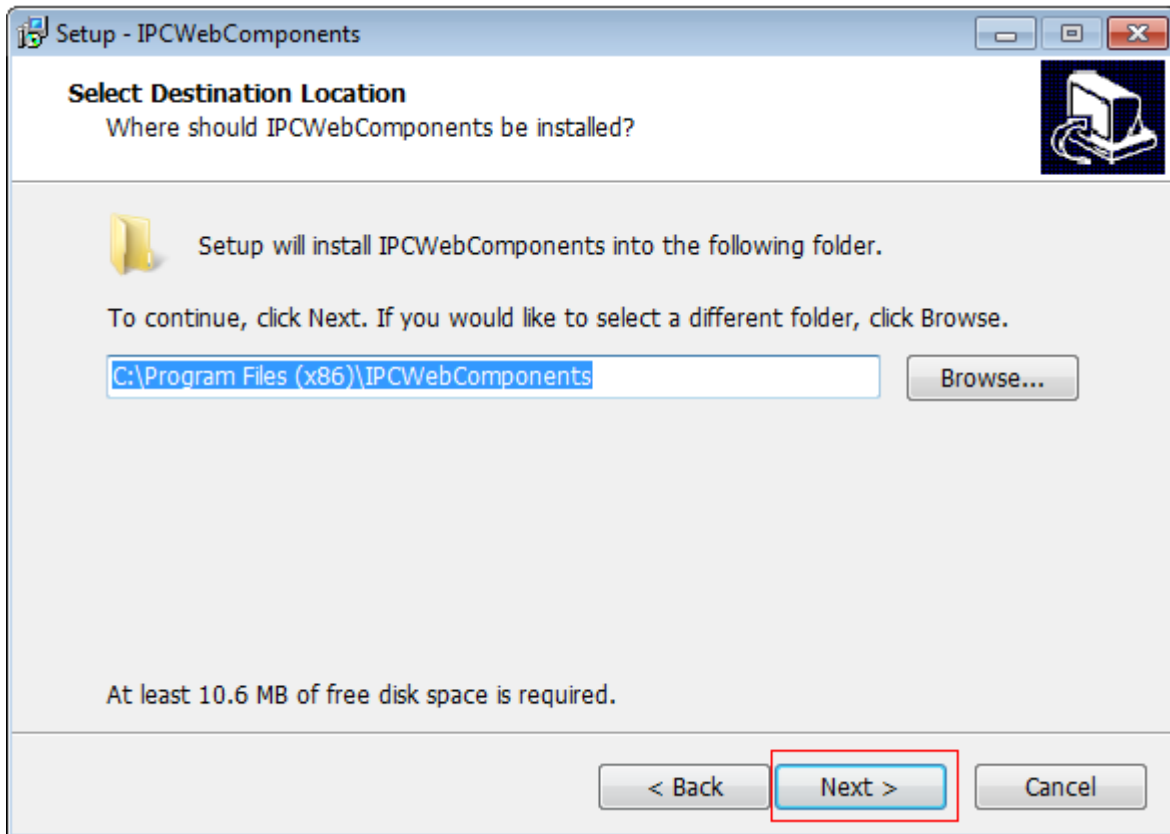 Setup - IPCWebComponents
Select Destination Location
Where should IPCWebComponents be installed?
Setup will install IPCWebComponents into the following folder.
To continue, click Next. If you would like to select a different folder, click Browse.
C:\Program Files (x86)\IPCWebComponents
Browse...
At least 10.6 MB of free disk space is required.
< Back
Next >
Cancel